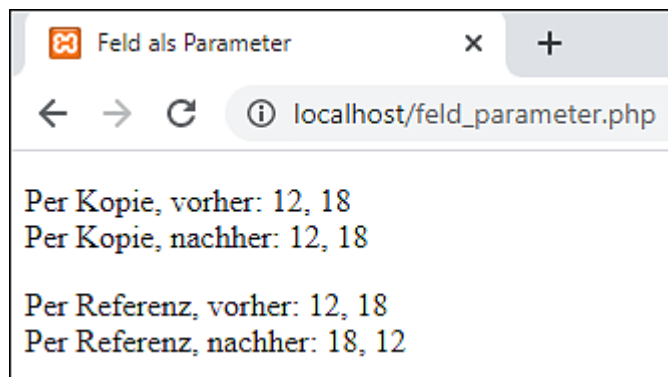 Feld als Parameter
localhost/feld_parameter.php
Per Kopie, vorher: 12, 18
Per Kopie, nachher: 12, 18
Per Referenz, vorher: 12, 18
Per Referenz, nachher: 18, 12